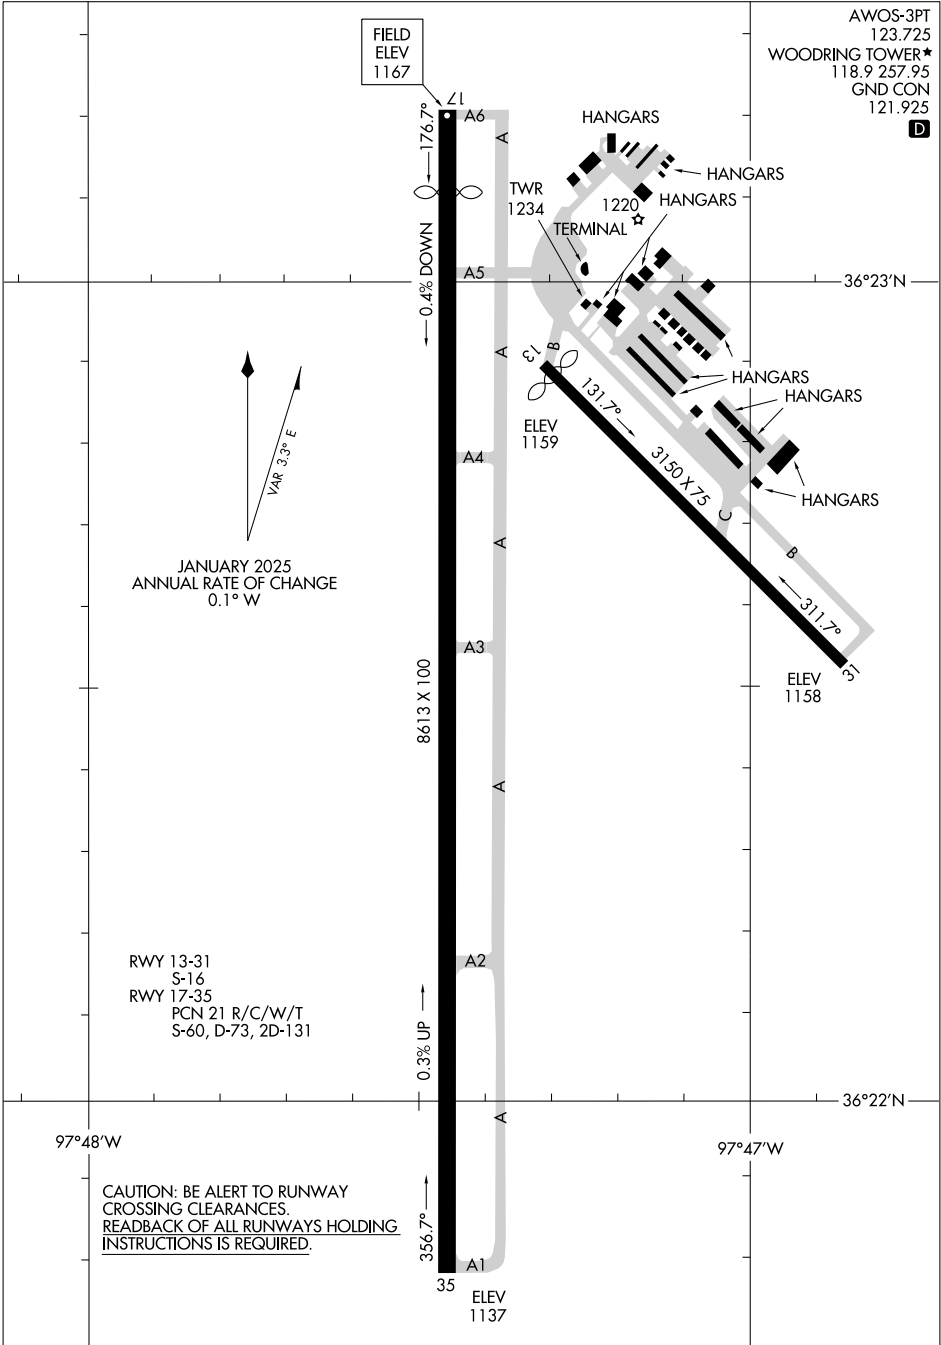 AWOS-3PT
123.725
WOODRING TOWER★
118.9 257.95
GND CON
121.925
D
FIELD
ELEV
1167
17
A6
176.7°
A
HANGARS
HANGARS
TWR
1234
1220
HANGARS
TERMINAL
0.4% DOWN
A5
36°23'N
A
B
13
ELEV
1159
131.7°
HANGARS
HANGARS
VAR 3.3° E
A4
3150 X 75
HANGARS
C
A
B
JANUARY 2025
ANNUAL RATE OF CHANGE
0.1° W
311.7°
A3
31
ELEV
1158
8613 X 100
A
RWY 13-31
S-16
RWY 17-35
PCN 21 R/C/W/T
S-60, D-73, 2D-131
A2
0.3% UP
36°22'N
A
97°48'W
97°47'W
CAUTION: BE ALERT TO RUNWAY
CROSSING CLEARANCES.
READBACK OF ALL RUNWAYS HOLDING
INSTRUCTIONS IS REQUIRED.
356.7°
A1
35
ELEV
1137